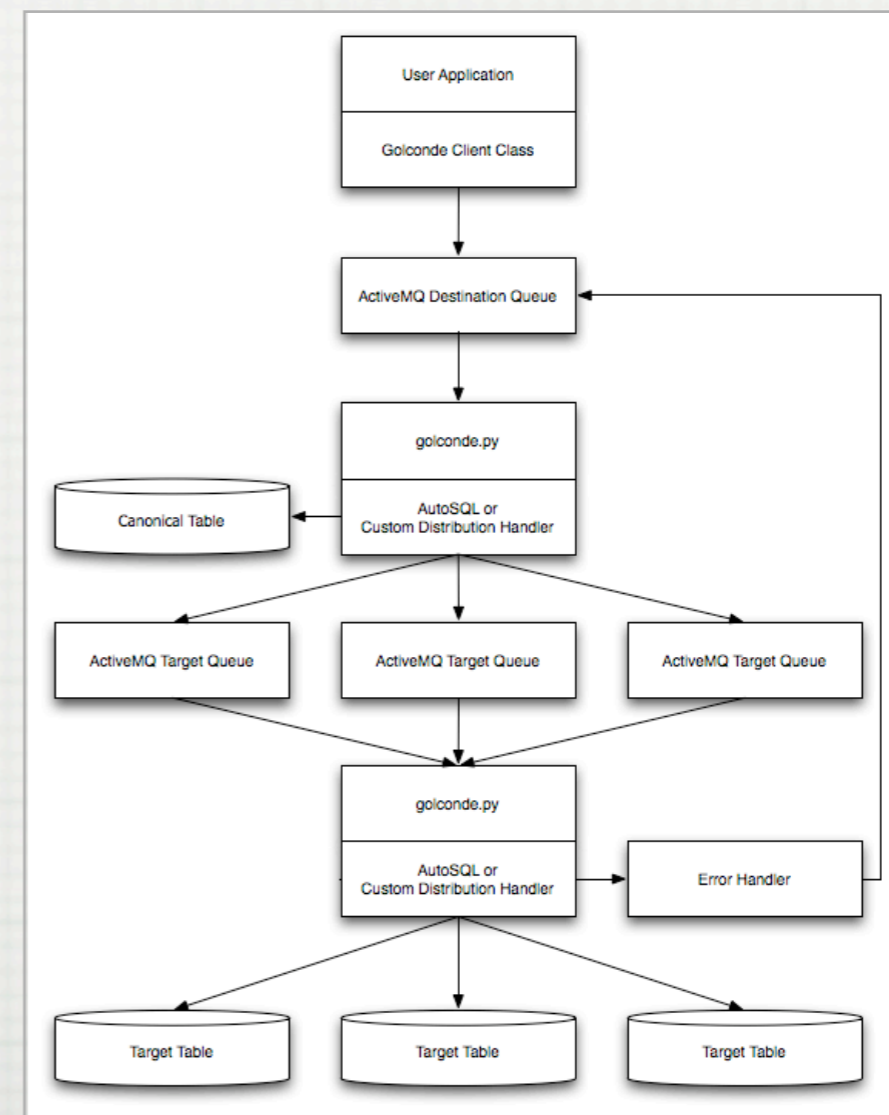 User Application
Golconde Client Class
ActiveMQ Destination Queue
golconde.py
AutoSQL or
Custom Distribution Handler
Canonical Table
ActiveMQ Target Queue
ActiveMQ Target Queue
ActiveMQ Target Queue
golconde.py
AutoSQL or
Custom Distribution Handler
Error Handler
Target Table
Target Table
Target Table